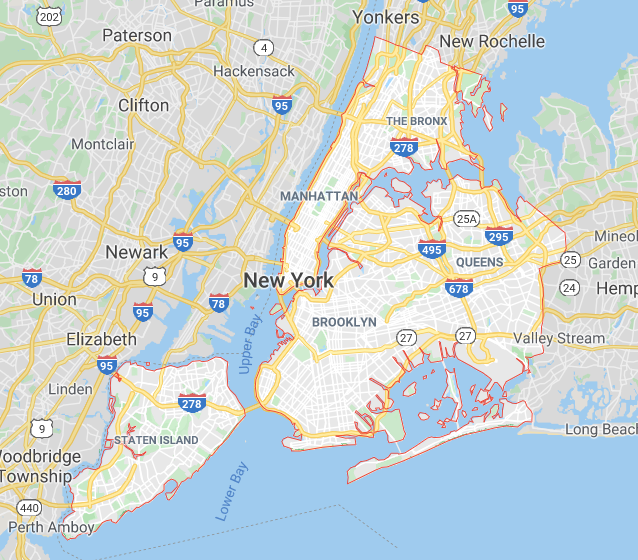 Paramus
202
95
Yonkers
Paterson
New Rochelle
4
Hackensack
95
Clifton
THE BRONX
278
Montclair
280
MANHATTAN
25A
295
95
495
Mineol
Newark
9
QUEENS
25
Garden
78
New York
678
24
Hemp
Union
78
95
Upper Bay
BROOKLYN
27
27
Valley Stream
Elizabeth
95
Linden
278
9
STATEN ISLAND
Long Beach
Woodbridge
Township
Lower Bay
440
Perth Amboy